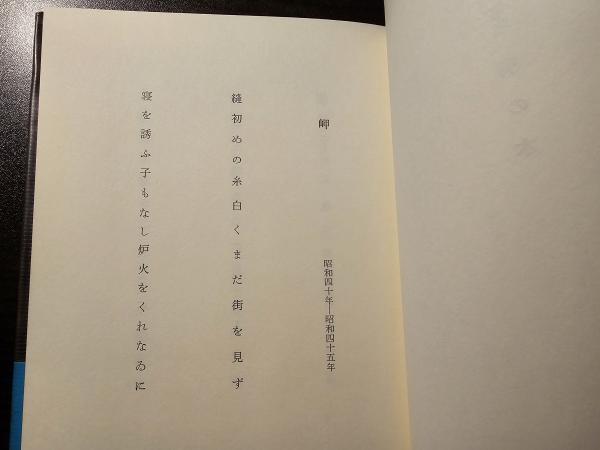 岬
昭和四十年―昭和四十五年
縫初めの糸白くまだ街を見ず
寝を誘ふ子もなし炉火をくれなゐに